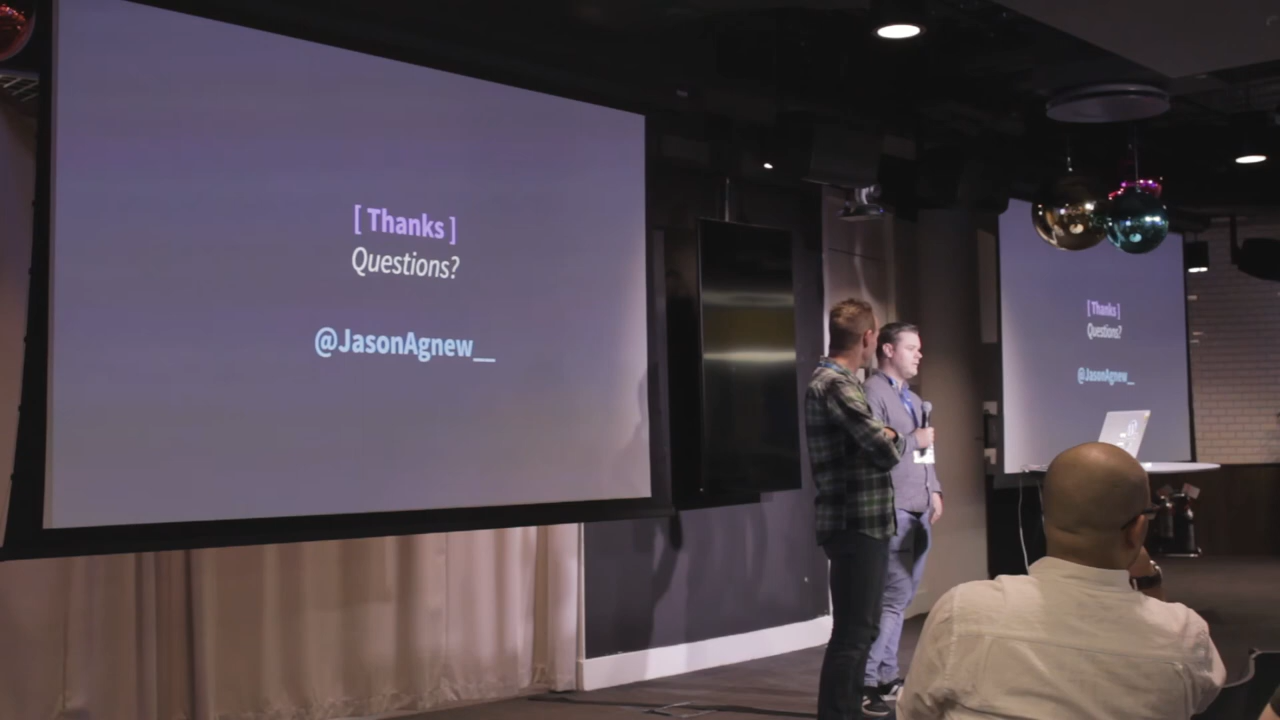 [ Thanks ]
Questions?
@JasonAgnew__
[Thanks]
Questions?
@JasonAgnew__